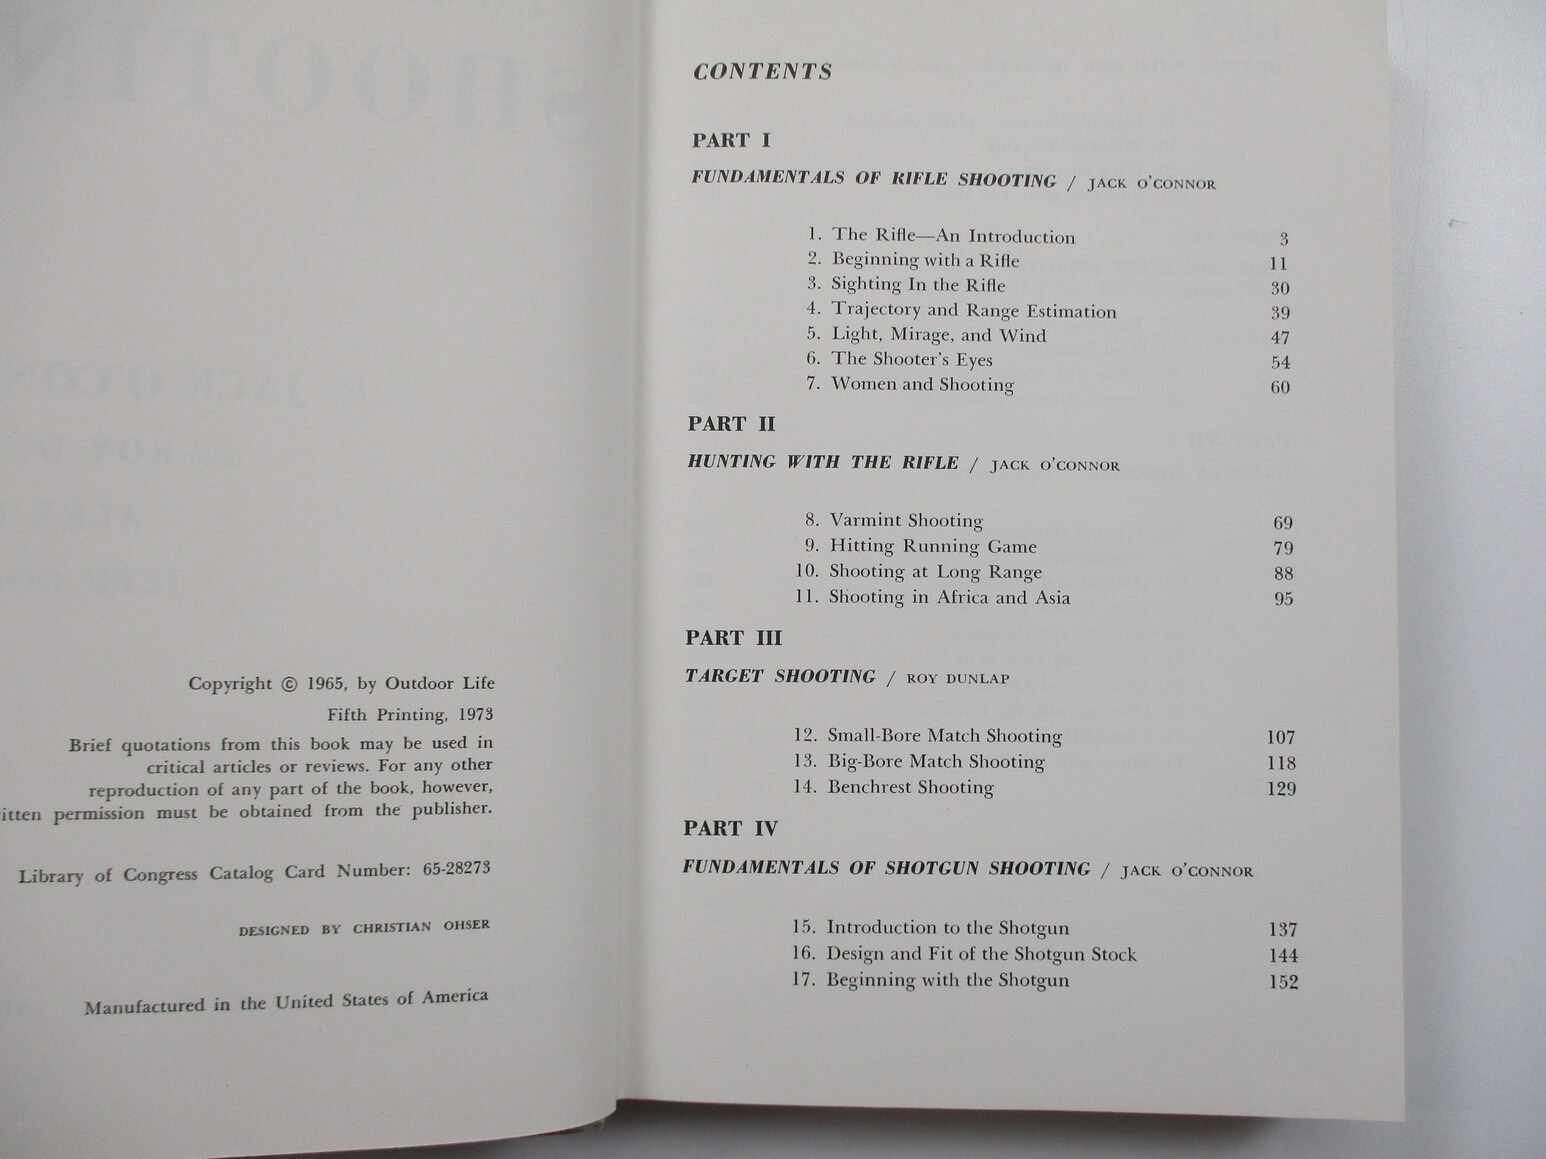 Copyright © 1965, by Outdoor Life
Fifth Printing, 1973
Brief quotations from this book may be used in
critical articles or reviews. For any other
reproduction of any part of the book, however,
permission must be obtained from the publisher.
Library of Congress Catalog Card Number: 65-28273
DESIGNED BY CHRISTIAN OHSER
Manufactured in the United States of America
CONTENTS
PART I
FUNDAMENTALS OF RIFLE SHOOTING / JACK O'CONNOR
1. The Rifle—An Introduction 3
2. Beginning with a Rifle 11
3. Sighting In the Rifle 30
4. Trajectory and Range Estimation 39
5. Light, Mirage, and Wind 47
6. The Shooter's Eyes 54
7. Women and Shooting 60
PART II
HUNTING WITH THE RIFLE / JACK O'CONNOR
8. Varmint Shooting 69
9. Hitting Running Game 79
10. Shooting at Long Range 88
11. Shooting in Africa and Asia 95
PART III
TARGET SHOOTING / ROY DUNLAP
12. Small-Bore Match Shooting 107
13. Big-Bore Match Shooting 118
14. Benchrest Shooting 129
PART IV
FUNDAMENTALS OF SHOTGUN SHOOTING / JACK O'CONNOR
15. Introduction to the Shotgun 137
16. Design and Fit of the Shotgun Stock 144
17. Beginning with the Shotgun 152